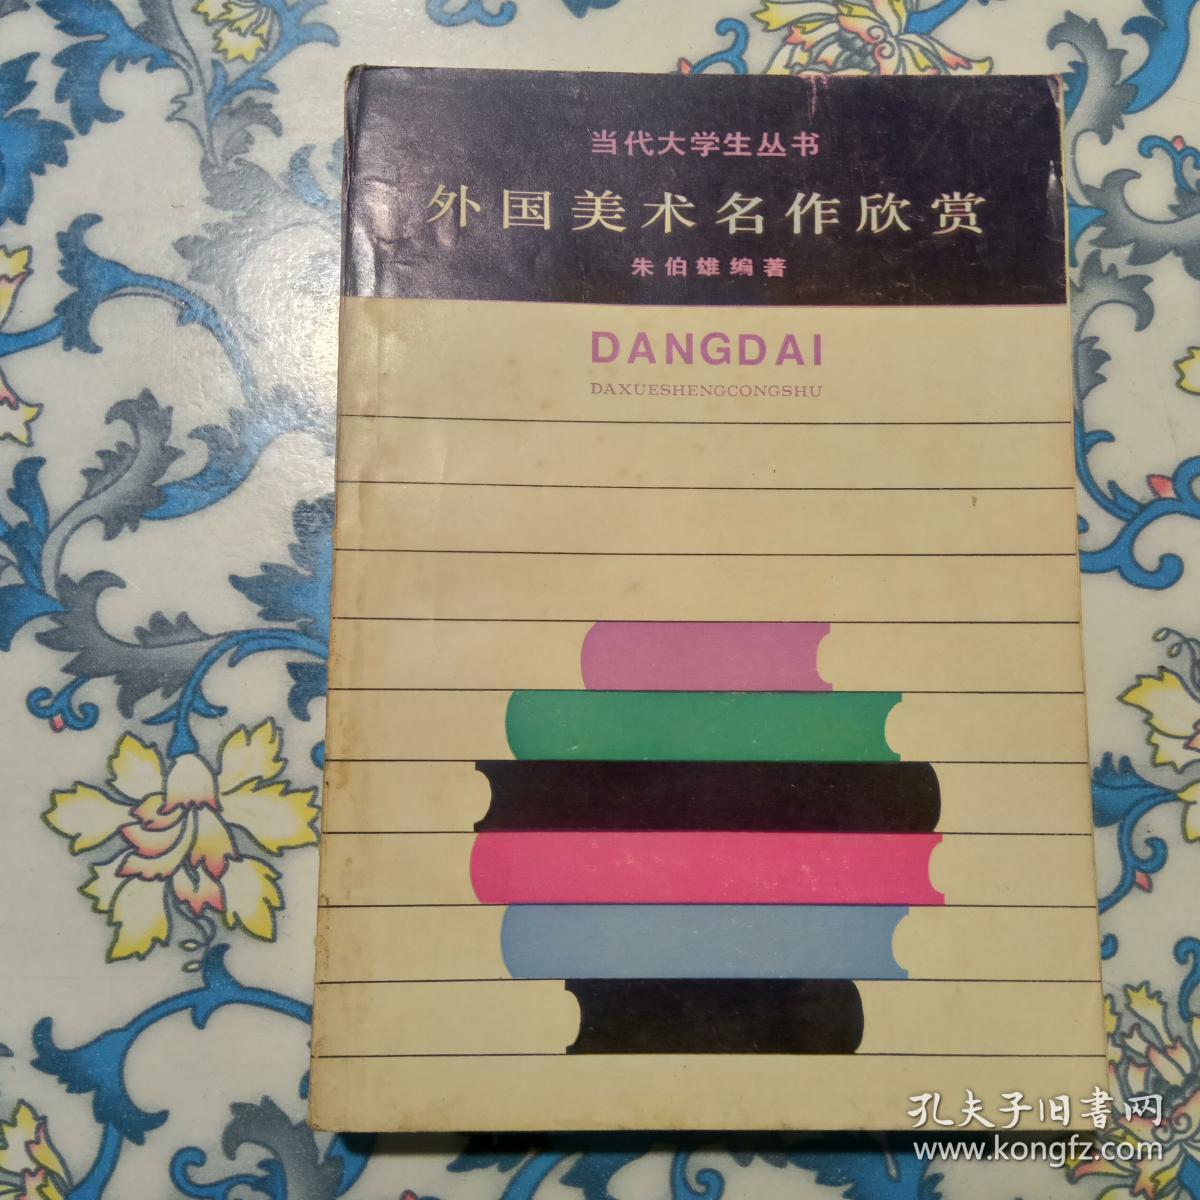 当代大学生丛书
外国美术名作欣赏
朱伯雄编著
DANGDAI
DAXUESHENGCONGSHU
孔夫子旧書网
www.kongfz.com